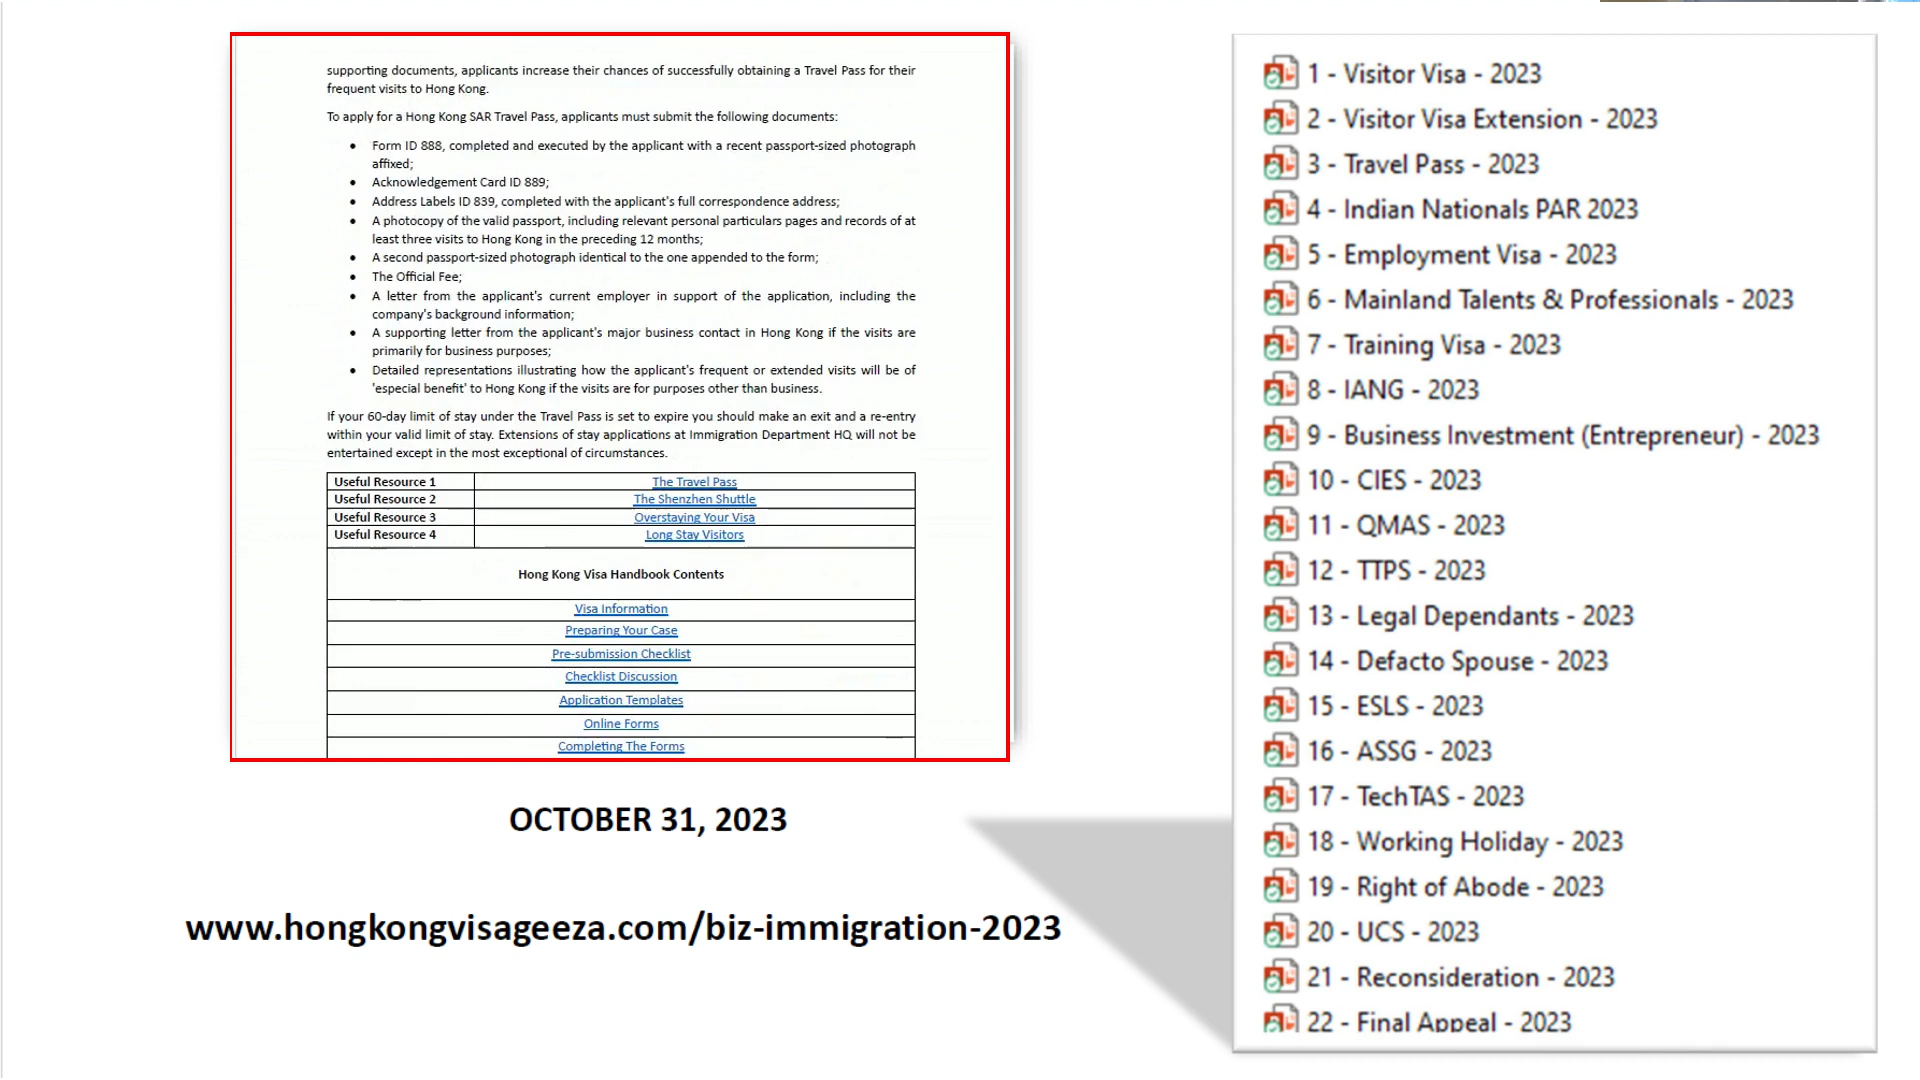 supporting documents, applicants increase their chances of successfully obtaining a Travel Pass for their
frequent visits to Hong Kong.
To apply for a Hong Kong SAR Travel Pass, applicants must submit the following documents:
• Form ID 888, completed and executed by the applicant with a recent passport-sized photograph
affixed;
• Acknowledgement Card ID 889;
• Address Labels ID 839, completed with the applicant's full correspondence address;
• A photocopy of the valid passport, including relevant personal particulars pages and records of at
least three visits to Hong Kong in the preceding 12 months;
• A second passport-sized photograph identical to the one appended to the form;
• The Official Fee;
• A letter from the applicant's current employer in support of the application, including the
company's background information;
• A supporting letter from the applicant's major business contact in Hong Kong if the visits are
primarily for business purposes;
• Detailed representations illustrating how the applicant's frequent or extended visits will be of
'especial benefit' to Hong Kong if the visits are for purposes other than business.
If your 60-day limit of stay under the Travel Pass is set to expire you should make an exit and a re-entry
within your valid limit of stay. Extensions of stay applications at Immigration Department HQ will not be
entertained except in the most exceptional of circumstances.
Useful Resource 1 The Travel Pass
Useful Resource 2 The Shenzhen Shuttle
Useful Resource 3 Overstaying Your Visa
Useful Resource 4 Long Stay Visitors
Hong Kong Visa Handbook Contents
Visa Information
Preparing Your Case
Pre-submission Checklist
Checklist Discussion
Application Templates
Online Forms
Completing The Forms
OCTOBER 31, 2023
www.hongkongvisageeza.com/biz-immigration-2023
1 - Visitor Visa - 2023
2 - Visitor Visa Extension - 2023
3 - Travel Pass - 2023
4 - Indian Nationals PAR 2023
5 - Employment Visa - 2023
6 - Mainland Talents & Professionals - 2023
7 - Training Visa - 2023
8 - IANG - 2023
9 - Business Investment (Entrepreneur) - 2023
10 - CIES - 2023
11 - QMAS - 2023
12 - TTPS - 2023
13 - Legal Dependants - 2023
14 - Defacto Spouse - 2023
15 - ESLS - 2023
16 - ASSG - 2023
17 - TechTAS - 2023
18 - Working Holiday - 2023
19 - Right of Abode - 2023
20 - UCS - 2023
21 - Reconsideration - 2023
22 - Final Appeal - 2023